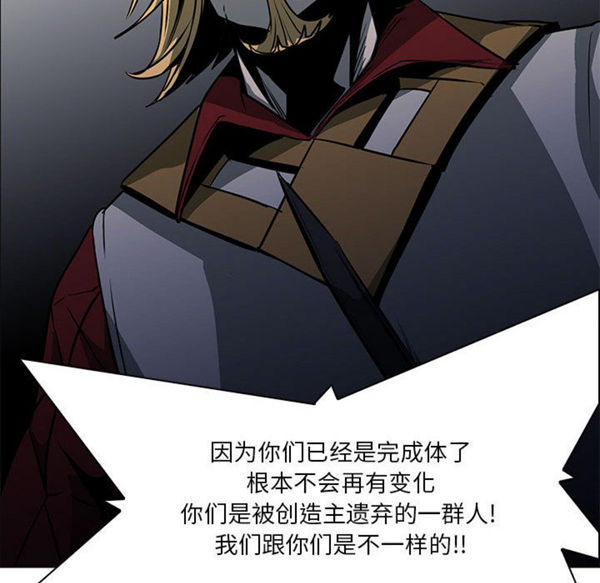 因为你们已经是完成体了
根本不会再有变化
你们是被创造主遗弃的一群人!
我们跟你们是不一样的!!